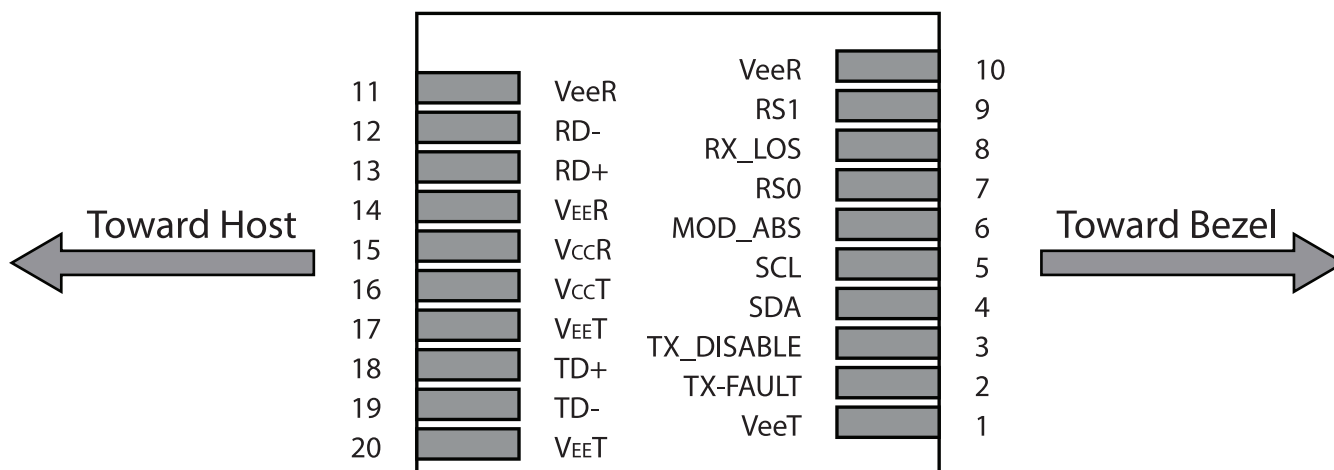 VeeR 10
11 VeeR
RS1 9
12 RD-
RX_LOS 8
13 RD+
RS0 7
14 VEER
MOD_ABS 6
Toward Host
Toward Bezel
15 VCCR
SCL 5
16 VCCT
SDA 4
17 VEET
TX_DISABLE 3
18 TD+
TX-FAULT 2
19 TD-
VeeT 1
20 VEET